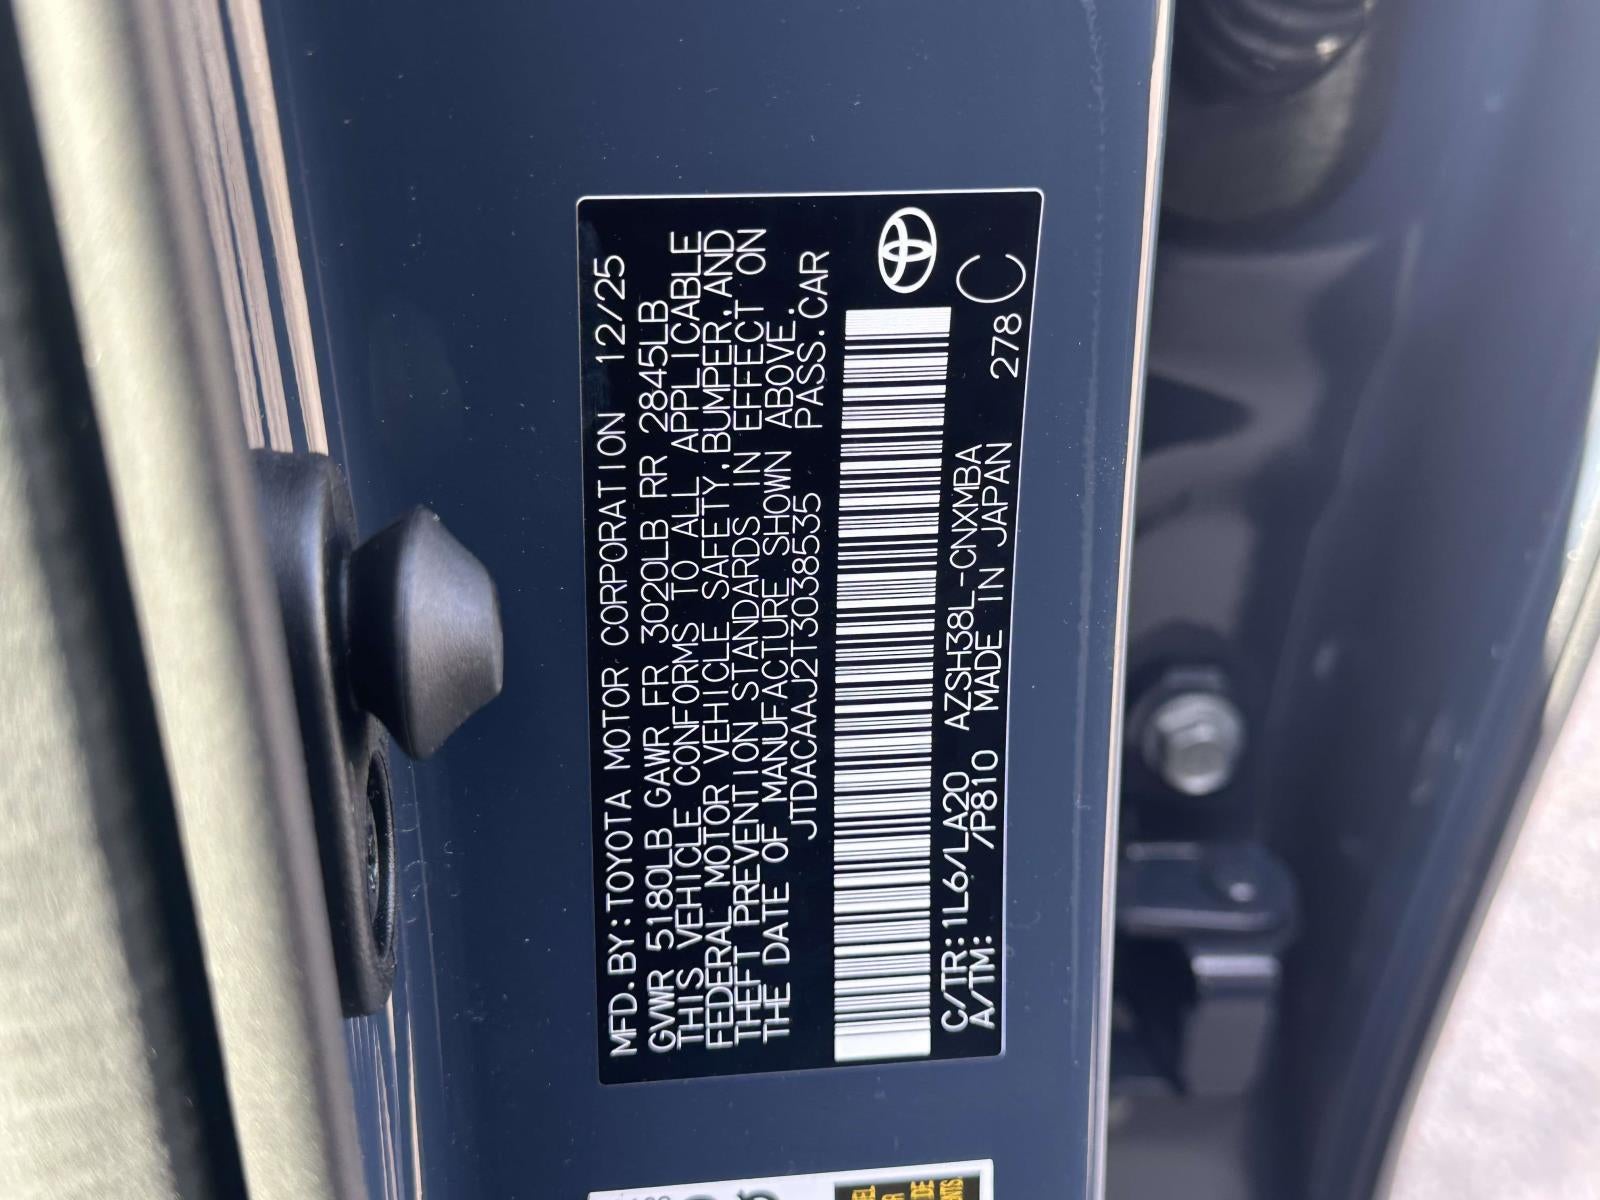 MFD.BY:TOYOTA MOTOR CORPORATION 12/25
GVWR 5180LB GAWR FR 3020LB RR 2845LB
THIS VEHICLE CONFORMS TO ALL APPLICABLE
FEDERAL MOTOR VEHICLE SAFETY,BUMPER,AND
THEFT PREVENTION STANDARDS IN EFFECT ON
THE DATE OF MANUFACTURE SHOWN ABOVE.
JTDACAAJ2T3038535 PASS.CAR
C/TR:1L6/LA20 AZSH38L-CNXMBA
A/TM: /P810 MADE IN JAPAN 278 C